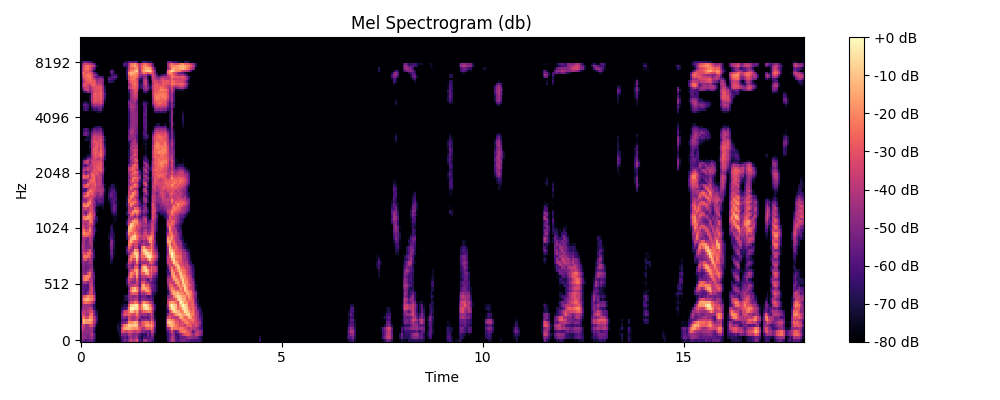 Mel Spectrogram (db)
Hz
8192
4096
2048
1024
512
0
0 5 10 15
Time
+0 dB
-10 dB
-20 dB
-30 dB
-40 dB
-50 dB
-60 dB
-70 dB
-80 dB